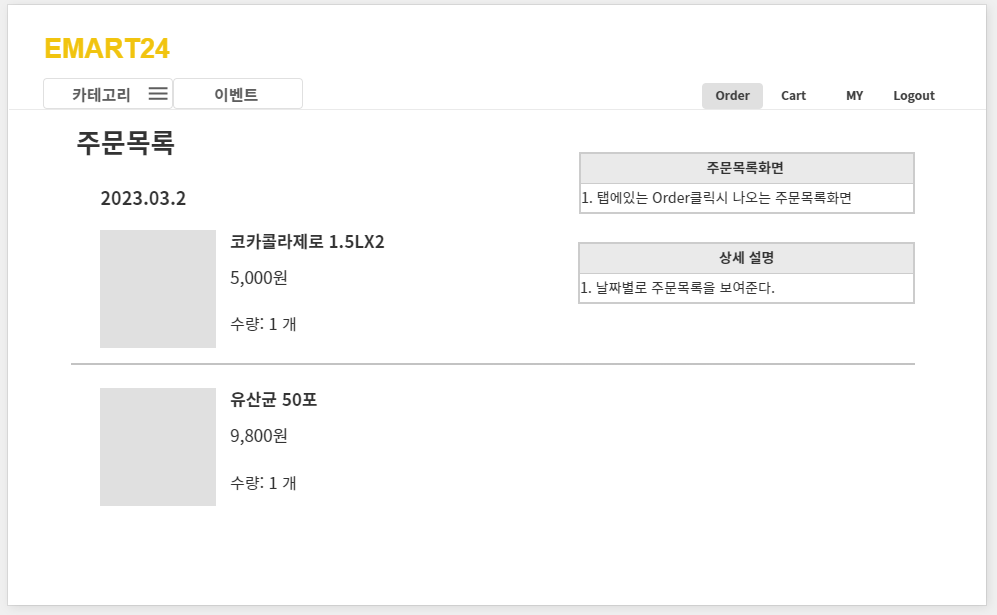 EMART24
카테고리 이벤트 Order Cart MY Logout
주문목록
2023.03.2
코카콜라제로 1.5LX2
5,000원
수량: 1 개
유산균 50포
9,800원
수량: 1 개
주문목록화면
1. 탭에있는 Order클릭시 나오는 주문목록화면
상세 설명
1. 날짜별로 주문목록을 보여준다.